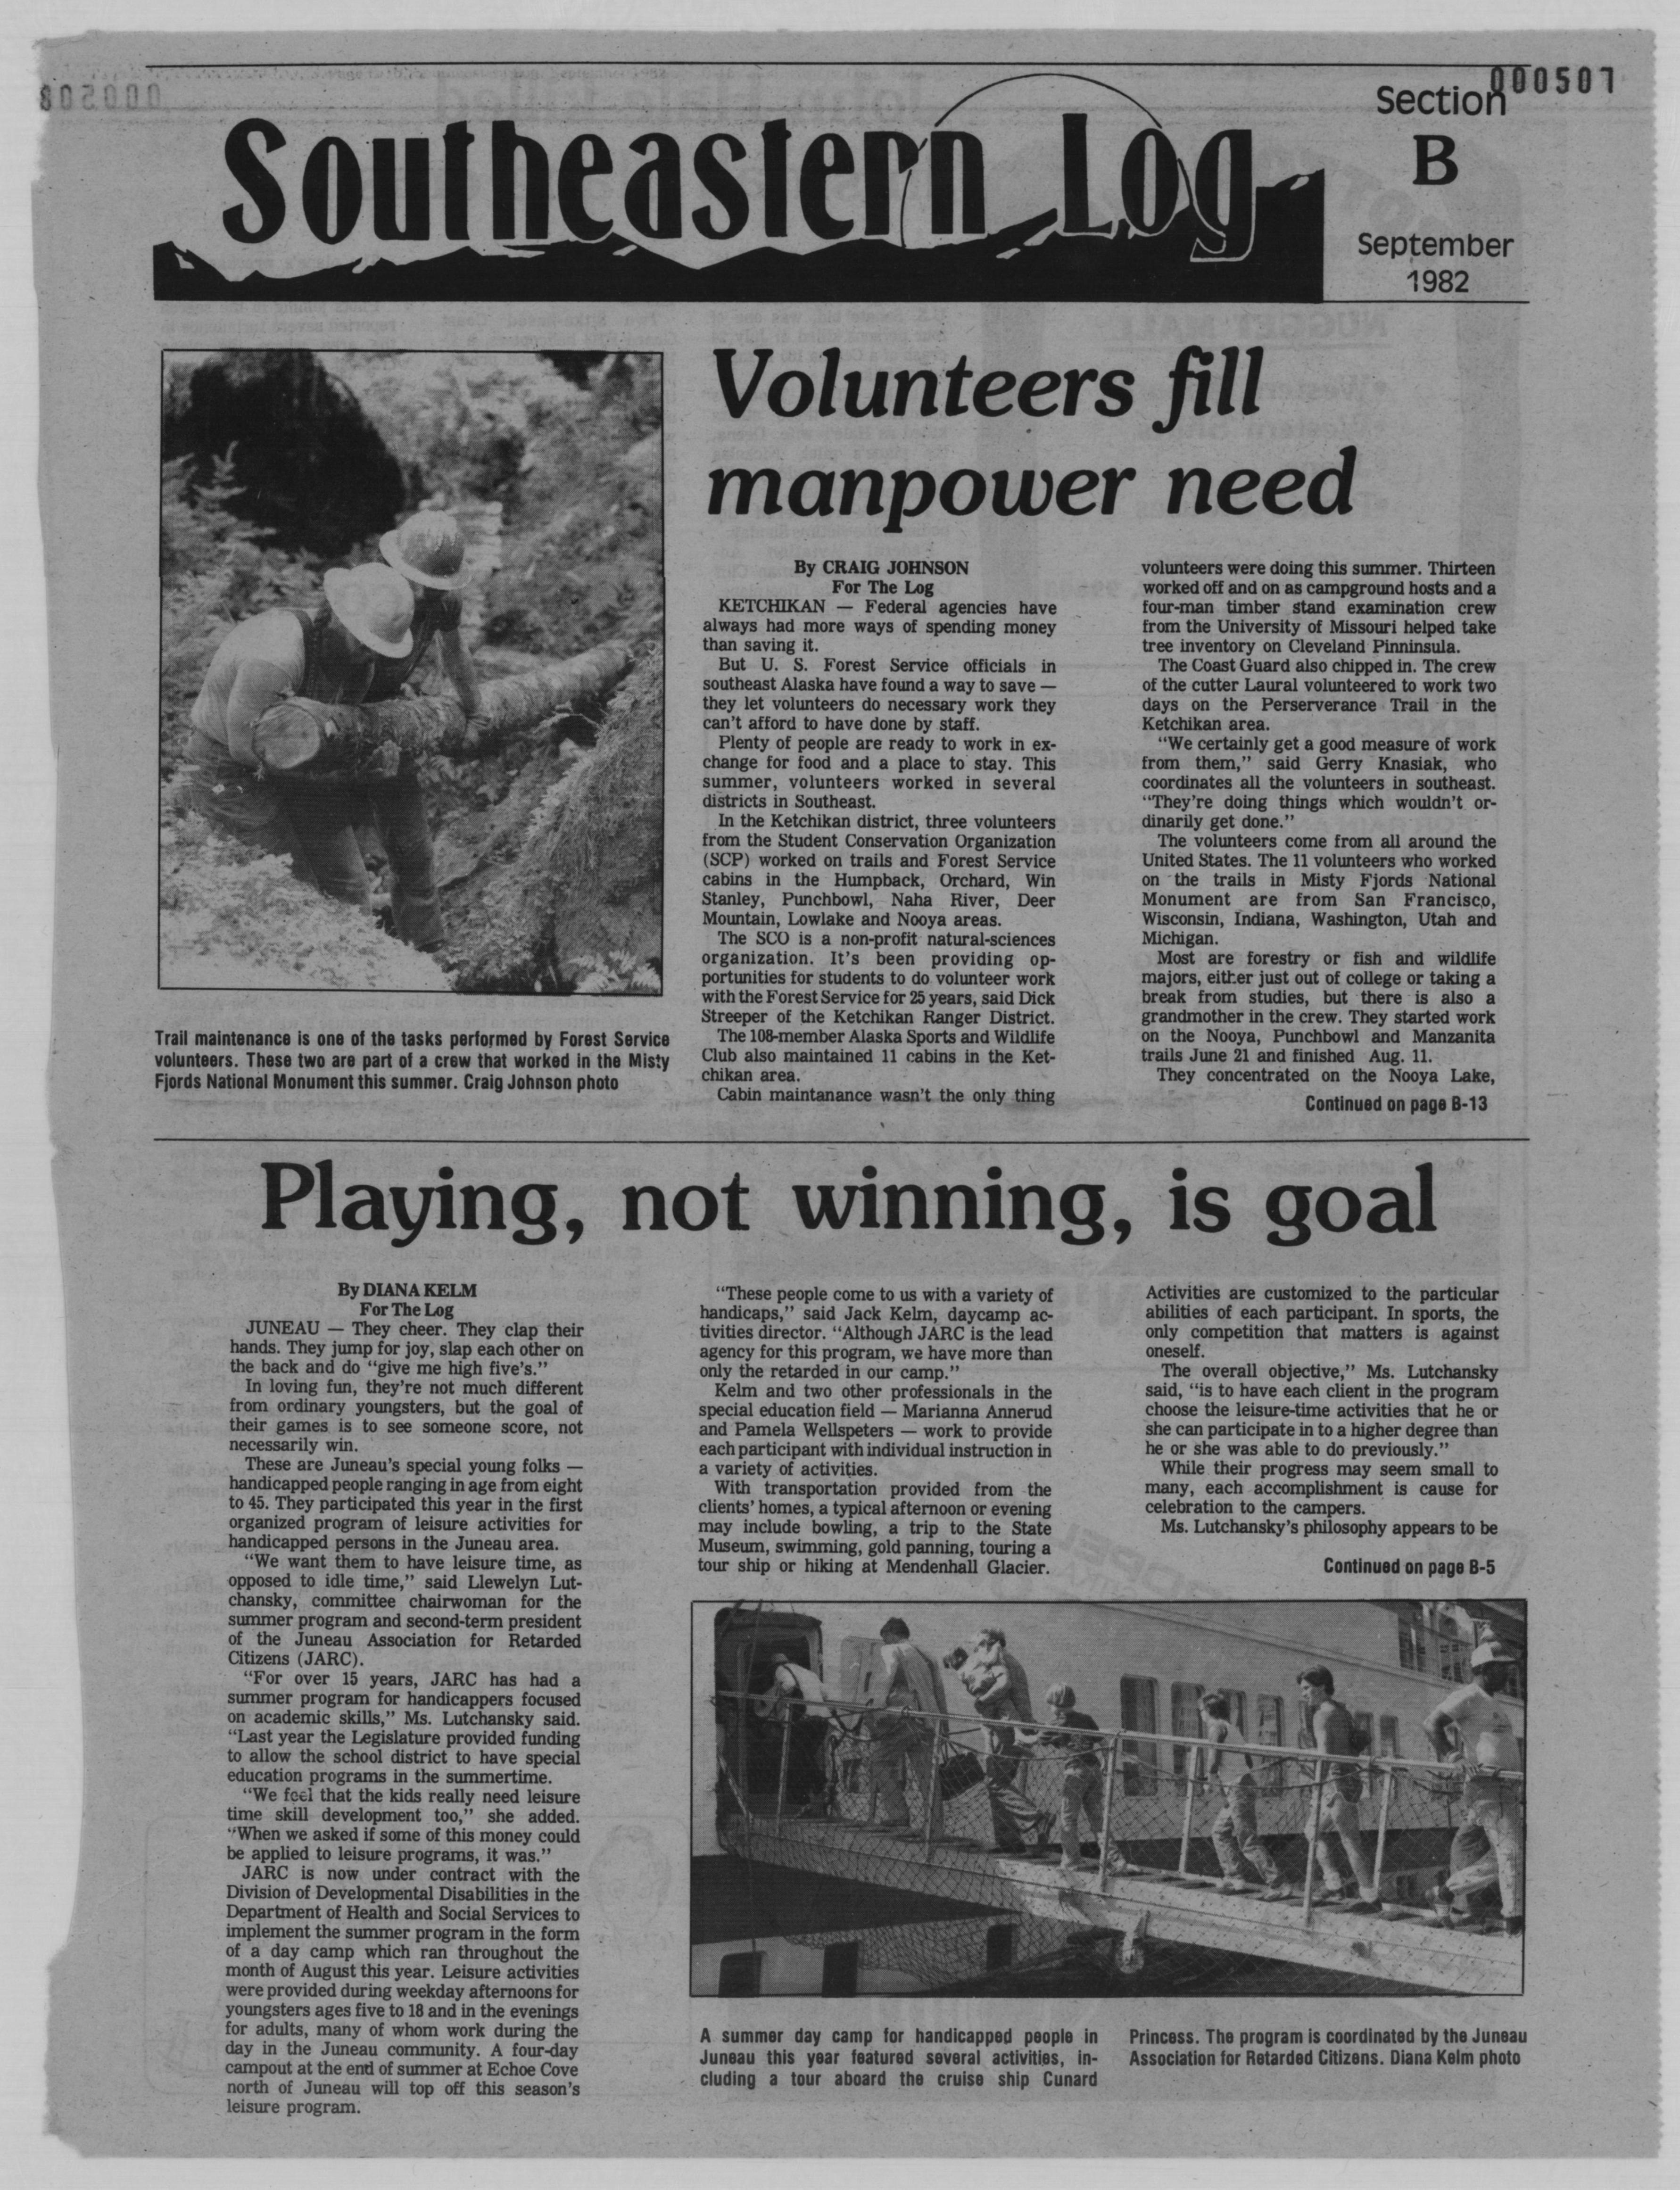 000507
000508
Southeastern Log
Section
B
September
1982
Volunteers fill
manpower need
Trail maintenance is one of the tasks performed by Forest Service
volunteers. These two are part of a crew that worked in the Misty
Fjords National Monument this summer. Craig Johnson photo
By CRAIG JOHNSON
For The Log
KETCHIKAN — Federal agencies have
always had more ways of spending money
than saving it.
But U. S. Forest Service officials in
southeast Alaska have found a way to save —
they let volunteers do necessary work they
can't afford to have done by staff.
Plenty of people are ready to work in ex-
change for food and a place to stay. This
summer, volunteers worked in several
districts in Southeast.
In the Ketchikan district, three volunteers
from the Student Conservation Organization
(SCP) worked on trails and Forest Service
cabins in the Humpback, Orchard, Win
Stanley, Punchbowl, Naha River, Deer
Mountain, Lowlake and Nooya areas.
The SCO is a non-profit natural-sciences
organization. It's been providing op-
portunities for students to do volunteer work
with the Forest Service for 25 years, said Dick
Streeper of the Ketchikan Ranger District.
The 108-member Alaska Sports and Wildlife
Club also maintained 11 cabins in the Ket-
chikan area.
Cabin maintanance wasn't the only thing
volunteers were doing this summer. Thirteen
worked off and on as campground hosts and a
four-man timber stand examination crew
from the University of Missouri helped take
tree inventory on Cleveland Pinninsula.
The Coast Guard also chipped in. The crew
of the cutter Laural volunteered to work two
days on the Perserverance Trail in the
Ketchikan area.
"We certainly get a good measure of work
from them," said Gerry Knasiak, who
coordinates all the volunteers in southeast.
"They're doing things which wouldn't or-
dinarily get done."
The volunteers come from all around the
United States. The 11 volunteers who worked
on the trails in Misty Fjords National
Monument are from San Francisco,
Wisconsin, Indiana, Washington, Utah and
Michigan.
Most are forestry or fish and wildlife
majors, either just out of college or taking a
break from studies, but there is also a
grandmother in the crew. They started work
on the Nooya, Punchbowl and Manzanita
trails June 21 and finished Aug. 11.
They concentrated on the Nooya Lake,
Continued on page B-13
Playing, not winning, is goal
By DIANA KELM
For The Log
JUNEAU — They cheer. They clap their
hands. They jump for joy, slap each other on
the back and do "give me high five's."
In loving fun, they're not much different
from ordinary youngsters, but the goal of
their games is to see someone score, not
necessarily win.
These are Juneau's special young folks —
handicapped people ranging in age from eight
to 45. They participated this year in the first
organized program of leisure activities for
handicapped persons in the Juneau area.
"We want them to have leisure time, as
opposed to idle time," said Llewelyn Lut-
chansky, committee chairwoman for the
summer program and second-term president
of the Juneau Association for Retarded
Citizens (JARC).
"For over 15 years, JARC has had a
summer program for handicappers focused
on academic skills," Ms. Lutchansky said.
"Last year the Legislature provided funding
to allow the school district to have special
education programs in the summertime.
"We feel that the kids really need leisure
time skill development too," she added.
"When we asked if some of this money could
be applied to leisure programs, it was."
JARC is now under contract with the
Division of Developmental Disabilities in the
Department of Health and Social Services to
implement the summer program in the form
of a day camp which ran throughout the
month of August this year. Leisure activities
were provided during weekday afternoons for
youngsters ages five to 18 and in the evenings
for adults, many of whom work during the
day in the Juneau community. A four-day
campout at the end of summer at Echoe Cove
north of Juneau will top off this season's
leisure program.
"These people come to us with a variety of
handicaps," said Jack Kelm, daycamp ac-
tivities director. "Although JARC is the lead
agency for this program, we have more than
only the retarded in our camp."
Kelm and two other professionals in the
special education field — Marianna Annerud
and Pamela Wellspeters — work to provide
each participant with individual instruction in
a variety of activities.
With transportation provided from the
clients' homes, a typical afternoon or evening
may include bowling, a trip to the State
Museum, swimming, gold panning, touring a
tour ship or hiking at Mendenhall Glacier.
Activities are customized to the particular
abilities of each participant. In sports, the
only competition that matters is against
oneself.
The overall objective," Ms. Lutchansky
said, "is to have each client in the program
choose the leisure-time activities that he or
she can participate in to a higher degree than
he or she was able to do previously."
While their progress may seem small to
many, each accomplishment is cause for
celebration to the campers.
Ms. Lutchansky's philosophy appears to be
Continued on page B-5
A summer day camp for handicapped people in
Juneau this year featured several activities, in-
cluding a tour aboard the cruise ship Cunard
Princess. The program is coordinated by the Juneau
Association for Retarded Citizens. Diana Kelm photo